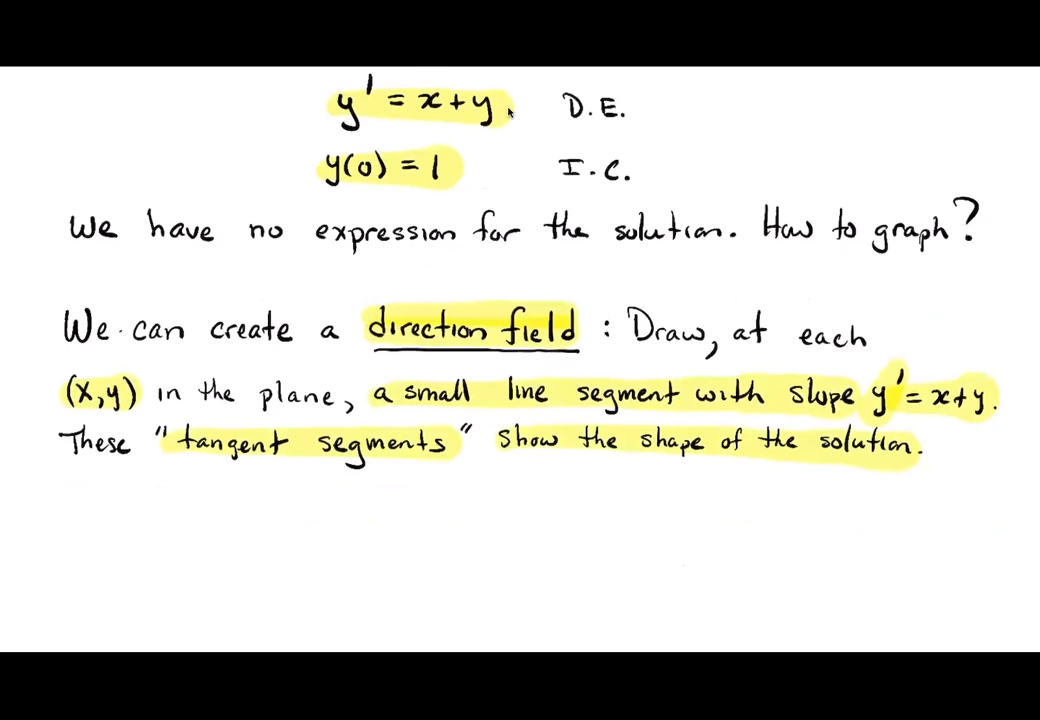 y' = x + y D.E.
y(0) = 1 I.C.
We have no expression for the solution. How to graph?
We can create a direction field : Draw, at each
(x,y) in the plane, a small line segment with slope y' = x + y.
These "tangent segments" show the shape of the solution.